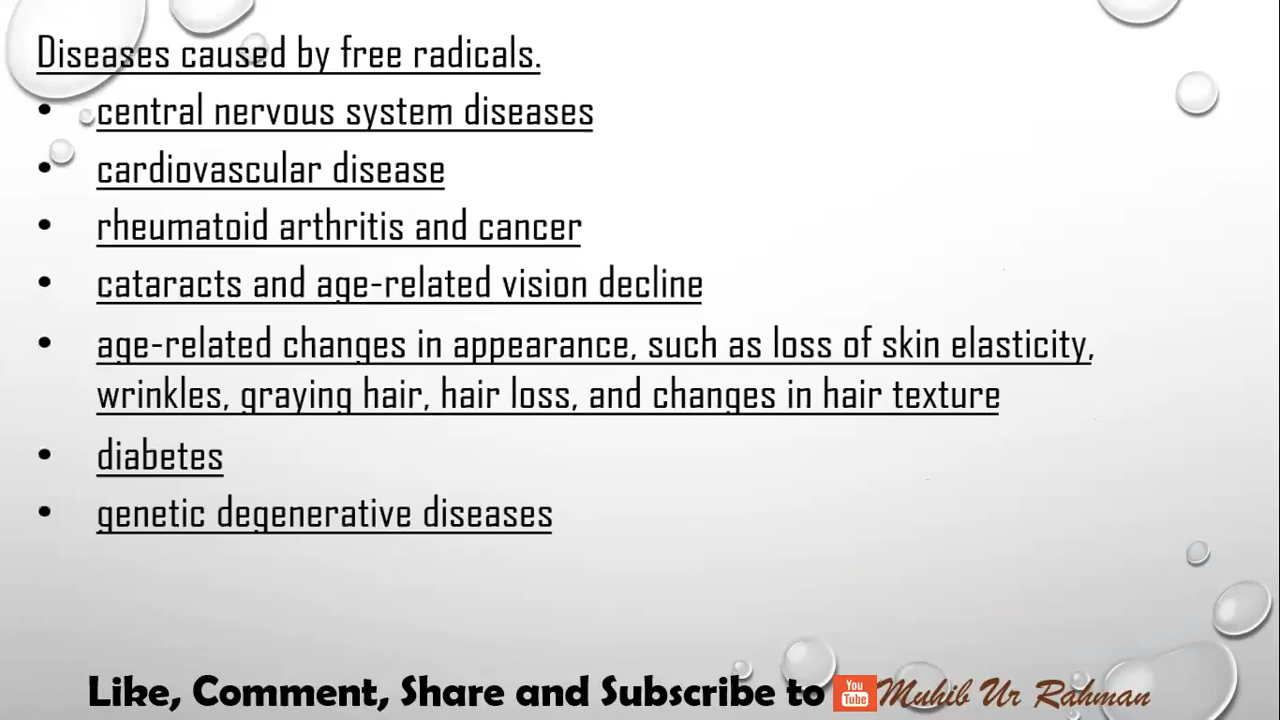 Diseases caused by free radicals.
• central nervous system diseases
• cardiovascular disease
• rheumatoid arthritis and cancer
• cataracts and age-related vision decline
• age-related changes in appearance, such as loss of skin elasticity,
wrinkles, graying hair, hair loss, and changes in hair texture
• diabetes
• genetic degenerative diseases
Like, Comment, Share and Subscribe to You Tube Muhib Ur Rahman